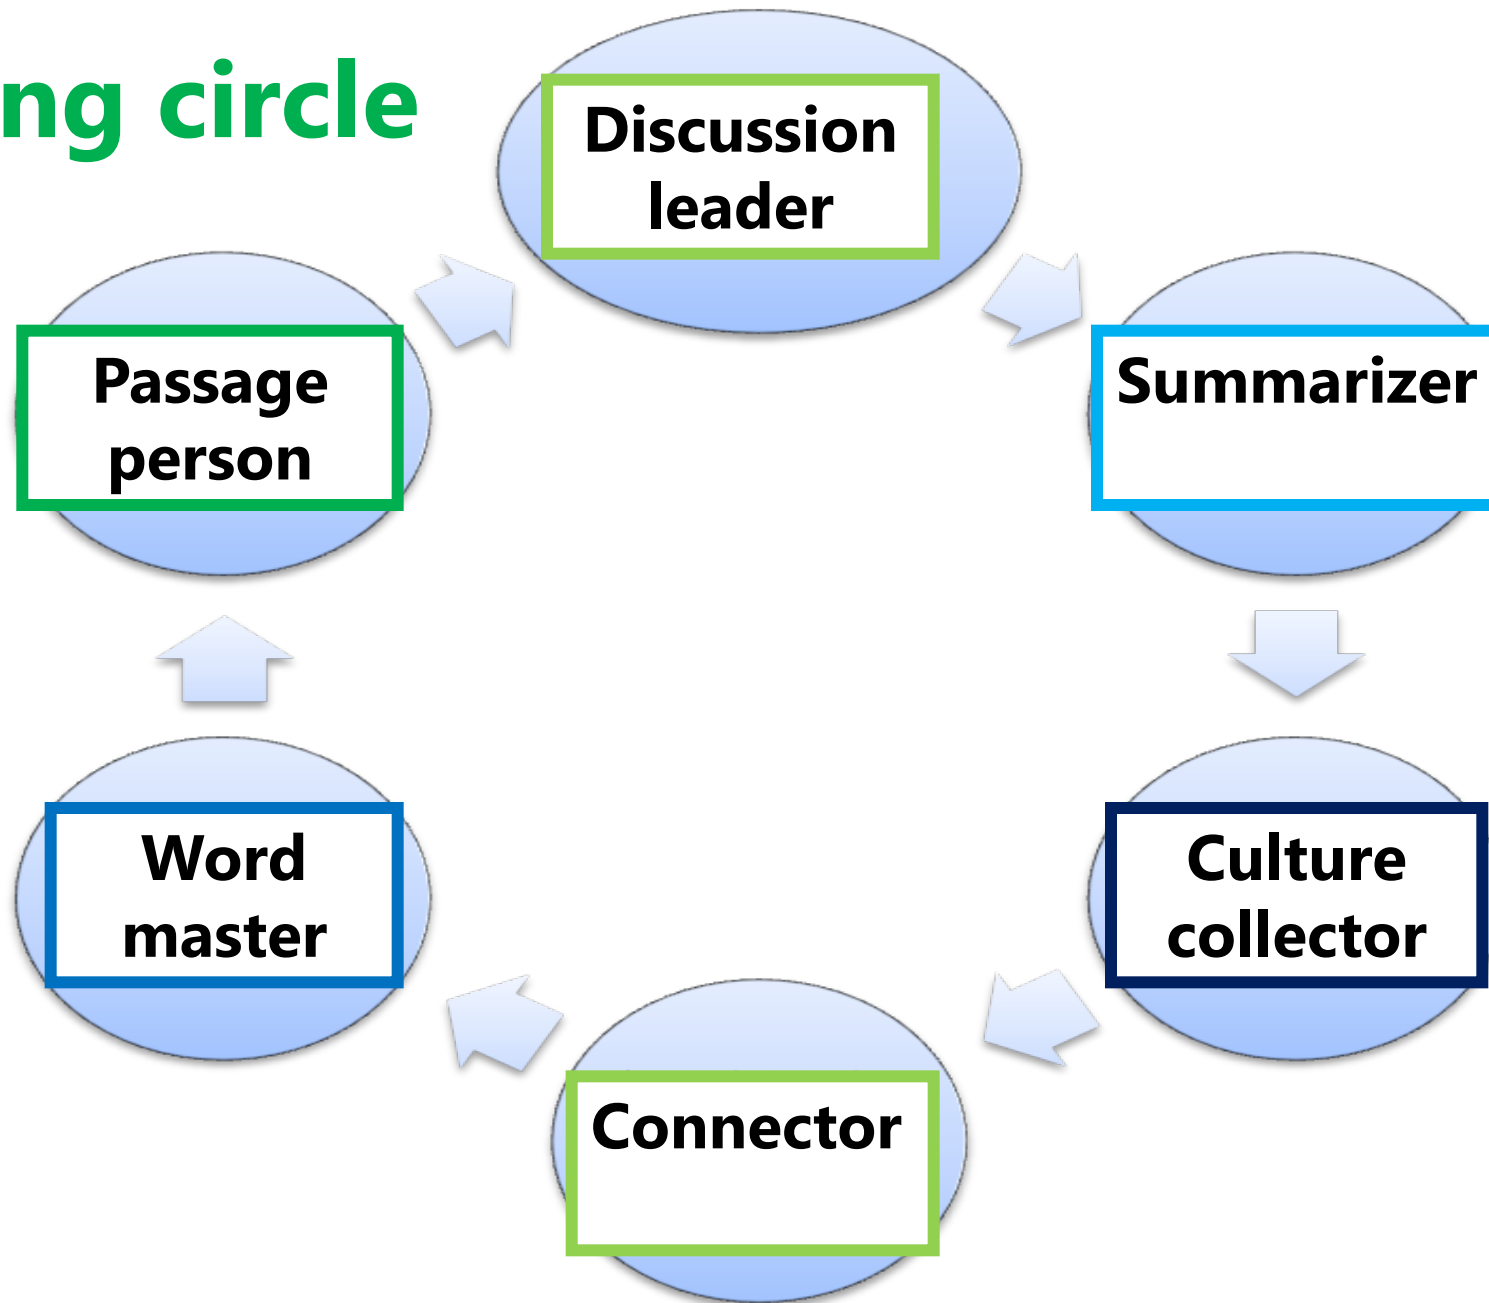 ng circle
Discussion
leader
Passage
person
Summarizer
Word
master
Culture
collector
Connector